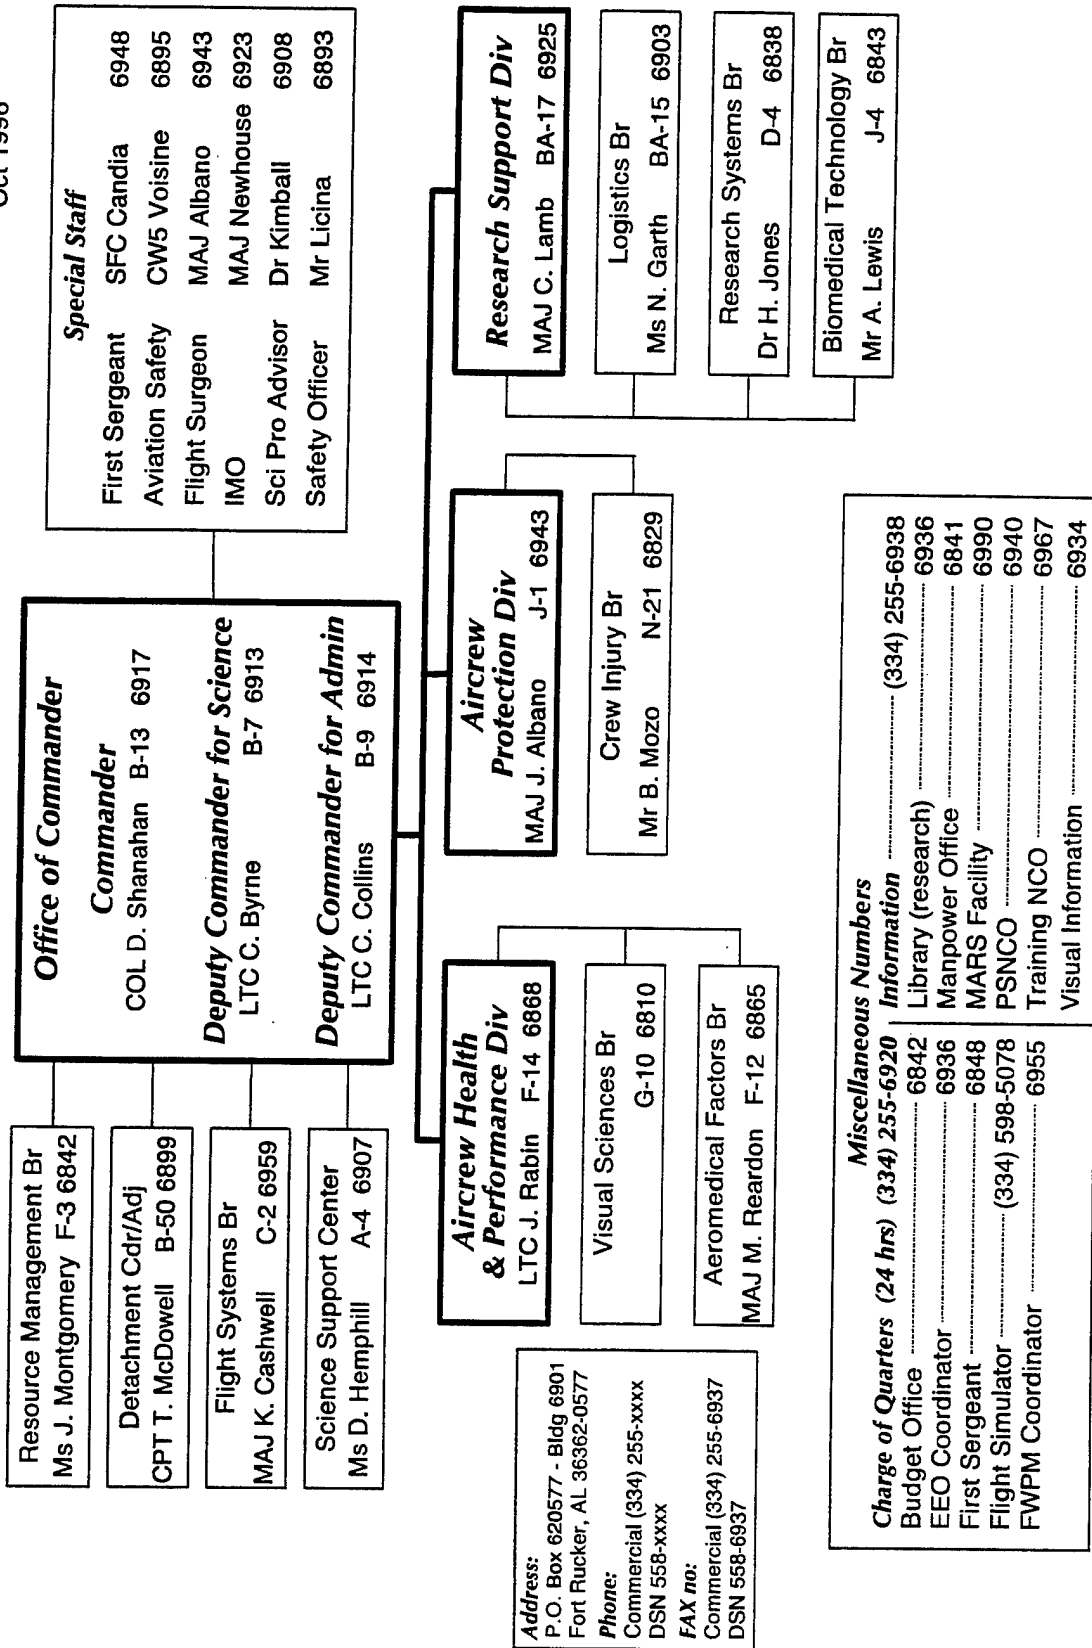 Oct 1996
Office of Commander
Commander
COL D. Shanahan B-13 6917
Deputy Commander for Science
LTC C. Byrne B-7 6913
Deputy Commander for Admin
LTC C. Collins B-9 6914
Special Staff
First Sergeant SFC Candia 6948
Aviation Safety CW5 Voisine 6895
Flight Surgeon MAJ Albano 6943
IMO MAJ Newhouse 6923
Sci Pro Advisor Dr Kimball 6908
Safety Officer Mr Licina 6893
Resource Management Br
Ms J. Montgomery F-3 6842
Detachment Cdr/Adj
CPT T. McDowell B-50 6899
Flight Systems Br
MAJ K. Cashwell C-2 6959
Science Support Center
Ms D. Hemphill A-4 6907
Aircrew Health
& Performance Div
LTC J. Rabin F-14 6868
Visual Sciences Br
G-10 6810
Aeromedical Factors Br
MAJ M. Reardon F-12 6865
Aircrew
Protection Div
MAJ J. Albano J-1 6943
Crew Injury Br
Mr B. Mozo N-21 6829
Research Support Div
MAJ C. Lamb BA-17 6925
Logistics Br
Ms N. Garth BA-15 6903
Research Systems Br
Dr H. Jones D-4 6838
Biomedical Technology Br
Mr A. Lewis J-4 6843
Address:
P.O. Box 620577 - Bldg 6901
Fort Rucker, AL 36362-0577
Phone:
Commercial (334) 255-xxxx
DSN 558-xxxx
FAX no:
Commercial (334) 255-6937
DSN 558-6937
Miscellaneous Numbers
Charge of Quarters (24 hrs) (334) 255-6920
Budget Office 6842
EEO Coordinator 6936
First Sergeant 6848
Flight Simulator (334) 598-5078
FWPM Coordinator 6955
Information (334) 255-6938
Library (research) 6936
Manpower Office 6841
MARS Facility 6990
PSNCO 6940
Training NCO 6967
Visual Information 6934